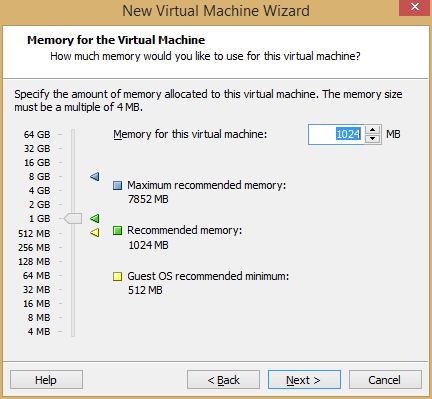 New Virtual Machine Wizard
Memory for the Virtual Machine
How much memory would you like to use for this virtual machine?
Specify the amount of memory allocated to this virtual machine. The memory size
must be a multiple of 4 MB.
64 GB
32 GB
16 GB
8 GB
4 GB
2 GB
1 GB
512 MB
256 MB
128 MB
64 MB
32 MB
16 MB
8 MB
4 MB
Memory for this virtual machine: 1024 MB
Maximum recommended memory:
7852 MB
Recommended memory:
1024 MB
Guest OS recommended minimum:
512 MB
Help
< Back
Next >
Cancel